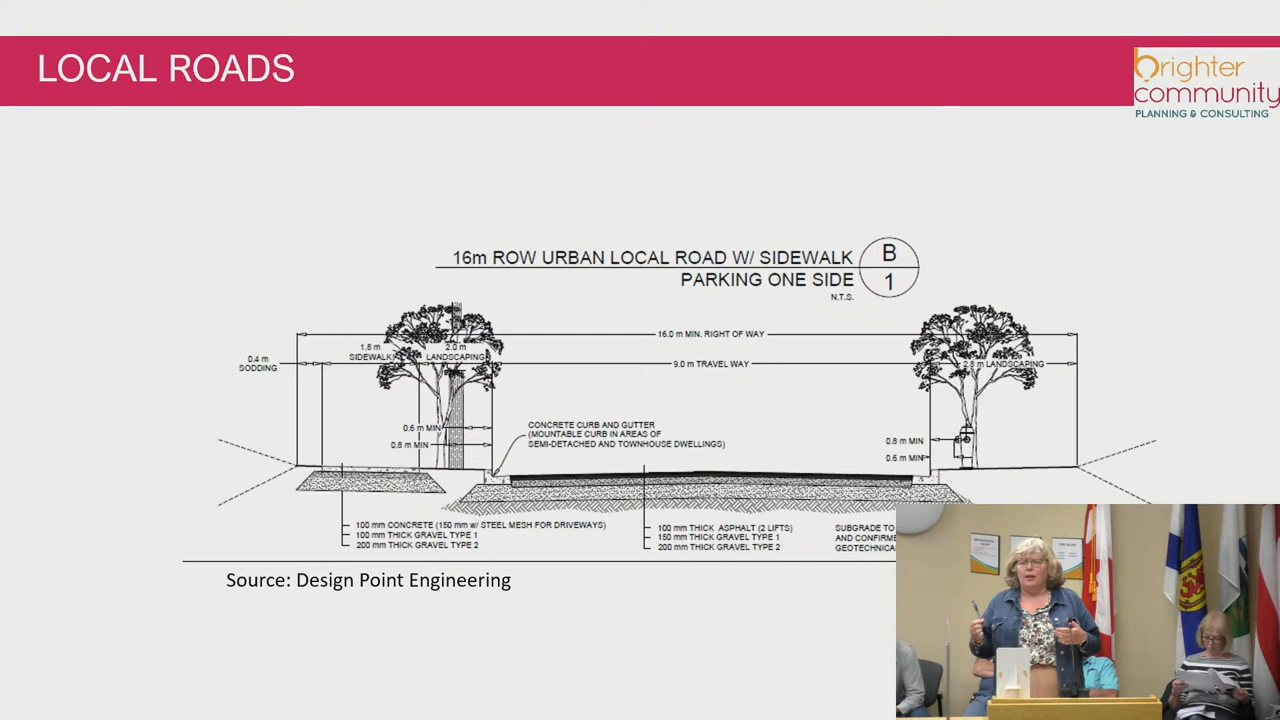 LOCAL ROADS
brighter
community
PLANNING & CONSULTING
16m ROW URBAN LOCAL ROAD W/ SIDEWALK
PARKING ONE SIDE
N.T.S.
B
1
16.0 m MIN. RIGHT OF WAY
0.4 m
SODDING
1.8 m
SIDEWALK
2.0 m
LANDSCAPING
9.0 m TRAVEL WAY
2.8 m LANDSCAPING
0.6 m MIN
0.8 m MIN
CONCRETE CURB AND GUTTER
(MOUNTABLE CURB IN AREAS OF
SEMI-DETACHED AND TOWNHOUSE DWELLINGS)
0.8 m MIN
0.6 m MIN
100 mm CONCRETE (150 mm w/ STEEL MESH FOR DRIVEWAYS)
100 mm THICK GRAVEL TYPE 1
200 mm THICK GRAVEL TYPE 2
100 mm THICK ASPHALT (2 LIFTS)
150 mm THICK GRAVEL TYPE 1
200 mm THICK GRAVEL TYPE 2
SUBGRADE TO
AND CONFIRME
GEOTECHNICA
Source: Design Point Engineering